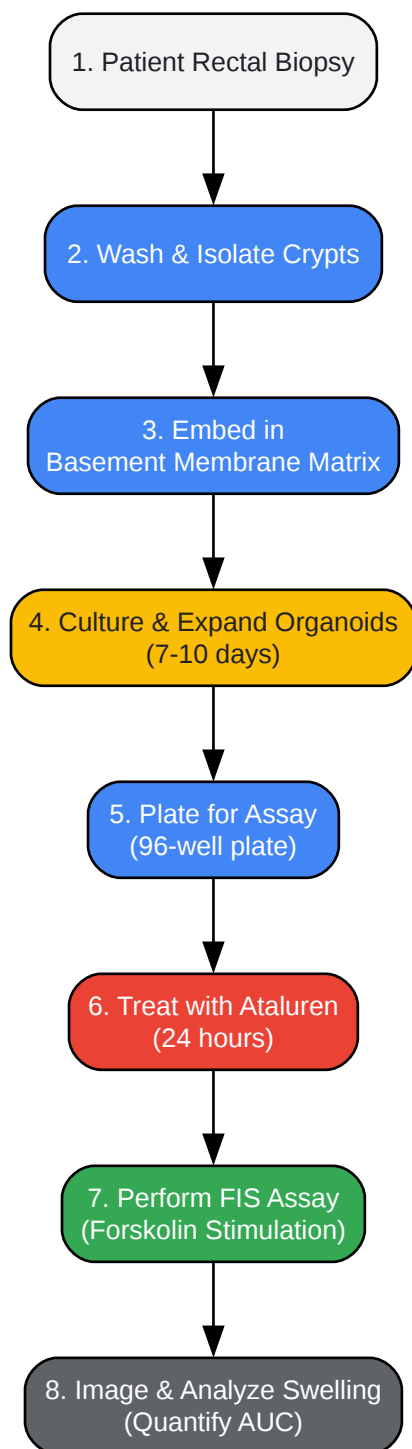 1. Patient Rectal Biopsy
2. Wash & Isolate Crypts
3. Embed in
Basement Membrane Matrix
4. Culture & Expand Organoids
(7-10 days)
5. Plate for Assay
(96-well plate)
6. Treat with Ataluren
(24 hours)
7. Perform FIS Assay
(Forskolin Stimulation)
8. Image & Analyze Swelling
(Quantify AUC)